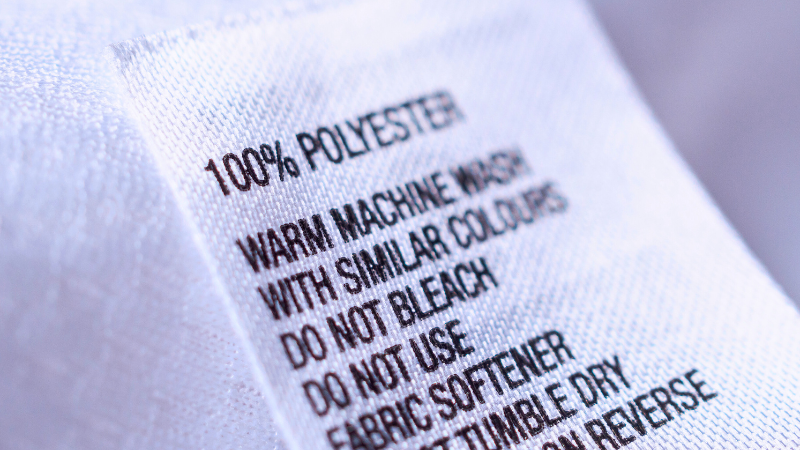 100% POLYESTER
WARM MACHINE WASH
WITH SIMILAR COLOURS
DO NOT BLEACH
DO NOT USE
FABRIC SOFTENER
TUMBLE DRY
ON REVERSE